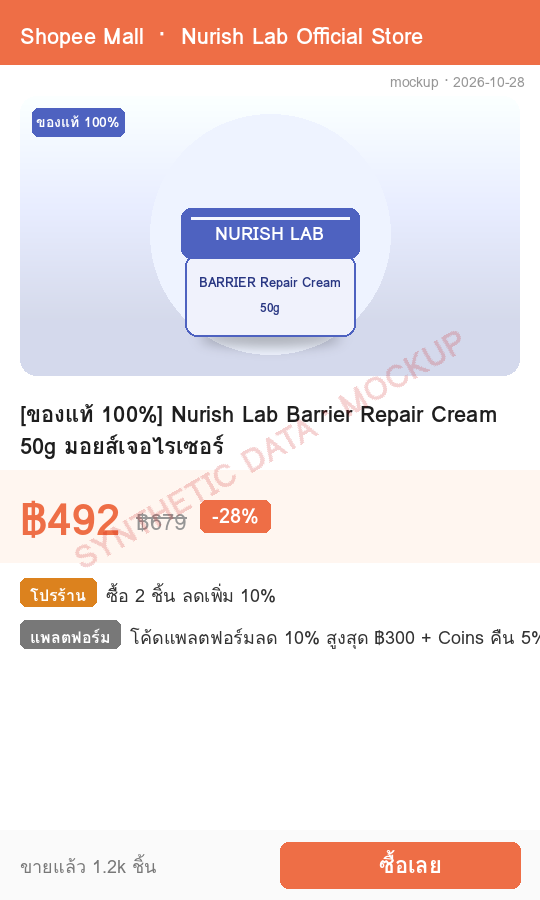 Shopee Mall · Nurish Lab Official Store
mockup · 2026-10-28
ของแท้ 100%
NURISH LAB
BARRIER Repair Cream
50g
[ของแท้ 100%] Nurish Lab Barrier Repair Cream
50g มอยส์เจอไรเซอร์
฿492 ฿679 -28%
SYNTHETIC DATA MOCKUP
โปรร้าน ซื้อ 2 ชิ้น ลดเพิ่ม 10%
แพลตฟอร์ม โค้ดแพลตฟอร์มลด 10% สูงสุด ฿300 + Coins คืน 5%
ขายแล้ว 1.2k ชิ้น
ซื้อเลย